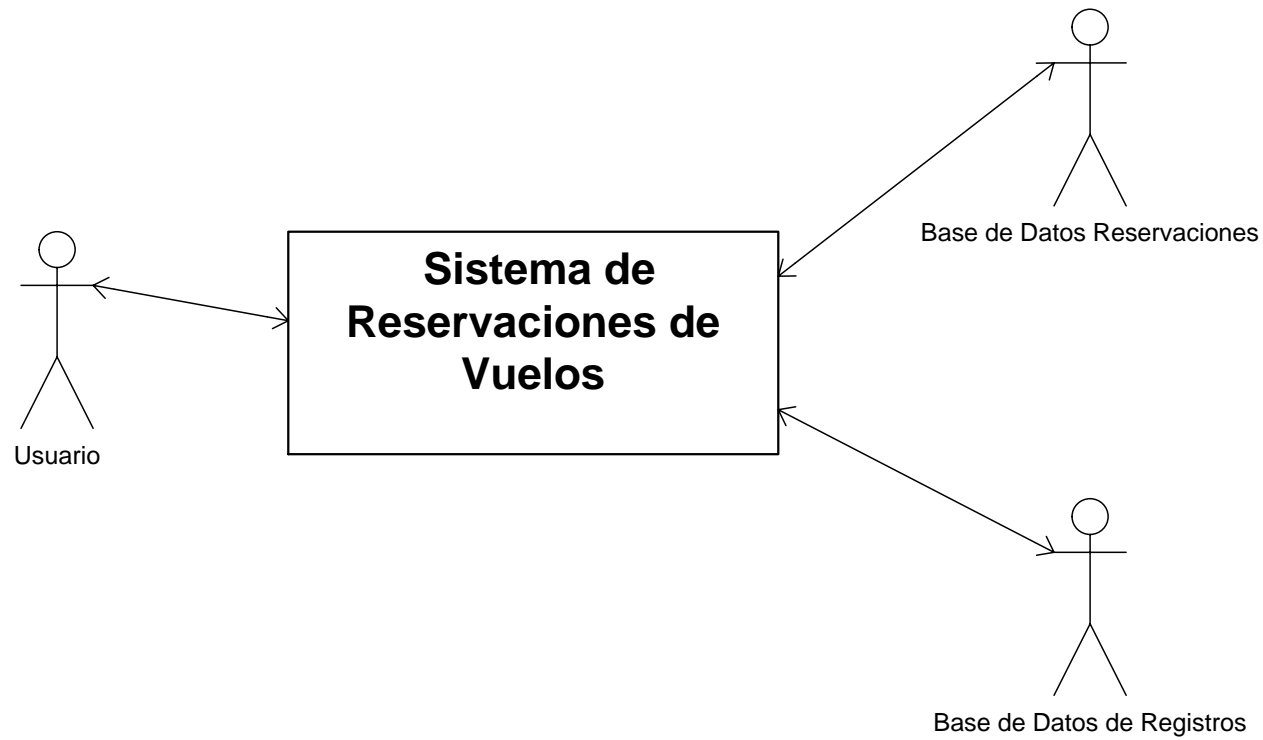 Base de Datos Reservaciones
Sistema de
Reservaciones de
Vuelos
Usuario
Base de Datos de Registros